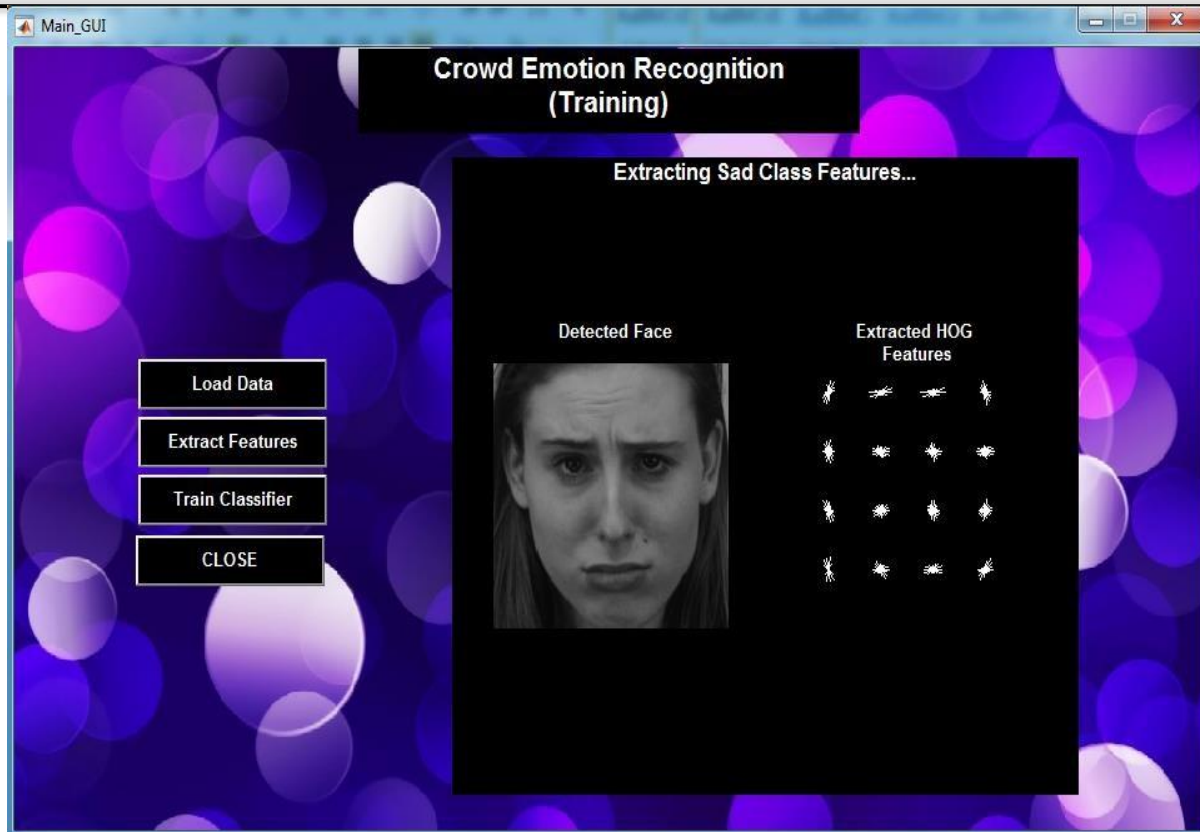 Main_GUI
Crowd Emotion Recognition
(Training)
Extracting Sad Class Features...
Detected Face
Extracted HOG
Features
Load Data
Extract Features
Train Classifier
CLOSE